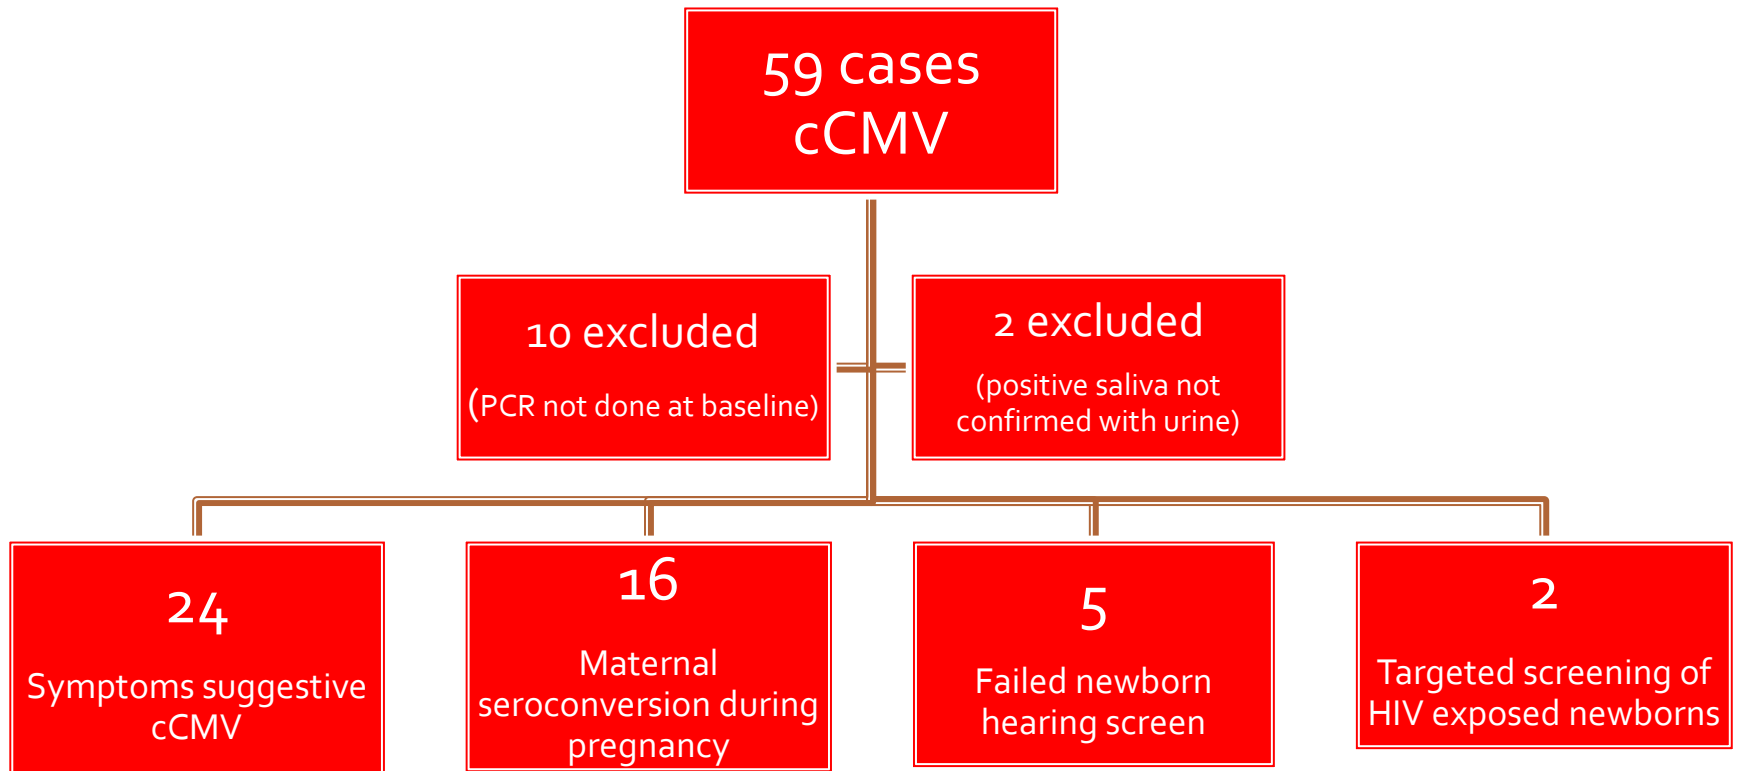 59 cases
cCMV
10 excluded
(PCR not done at baseline)
2 excluded
(positive saliva not
confirmed with urine)
24
Symptoms suggestive
cCMV
16
Maternal
seroconversion during
pregnancy
5
Failed newborn
hearing screen
2
Targeted screening of
HIV exposed newborns